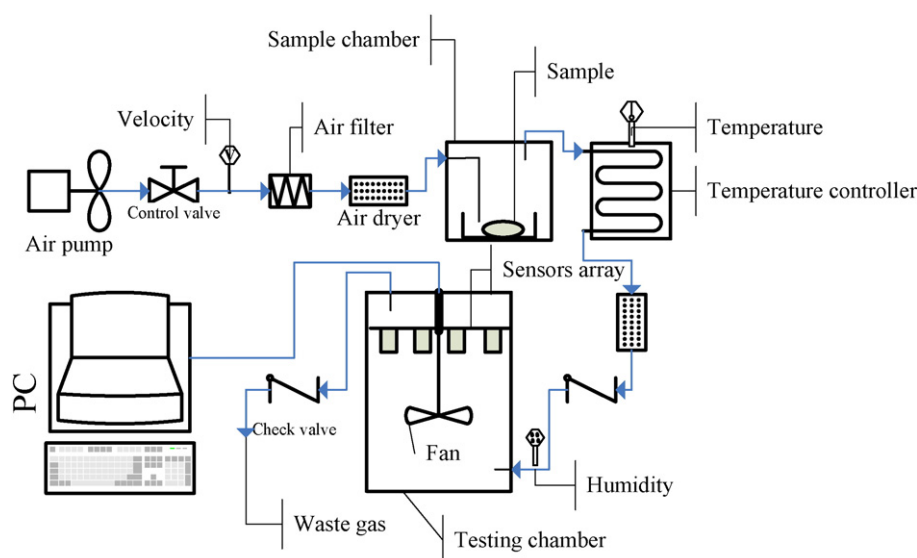 Sample chamber
Sample
Velocity
Air filter
Temperature
Control valve
Air dryer
Temperature controller
Air pump
Sensors array
PC
Check valve
Fan
Humidity
Waste gas
Testing chamber